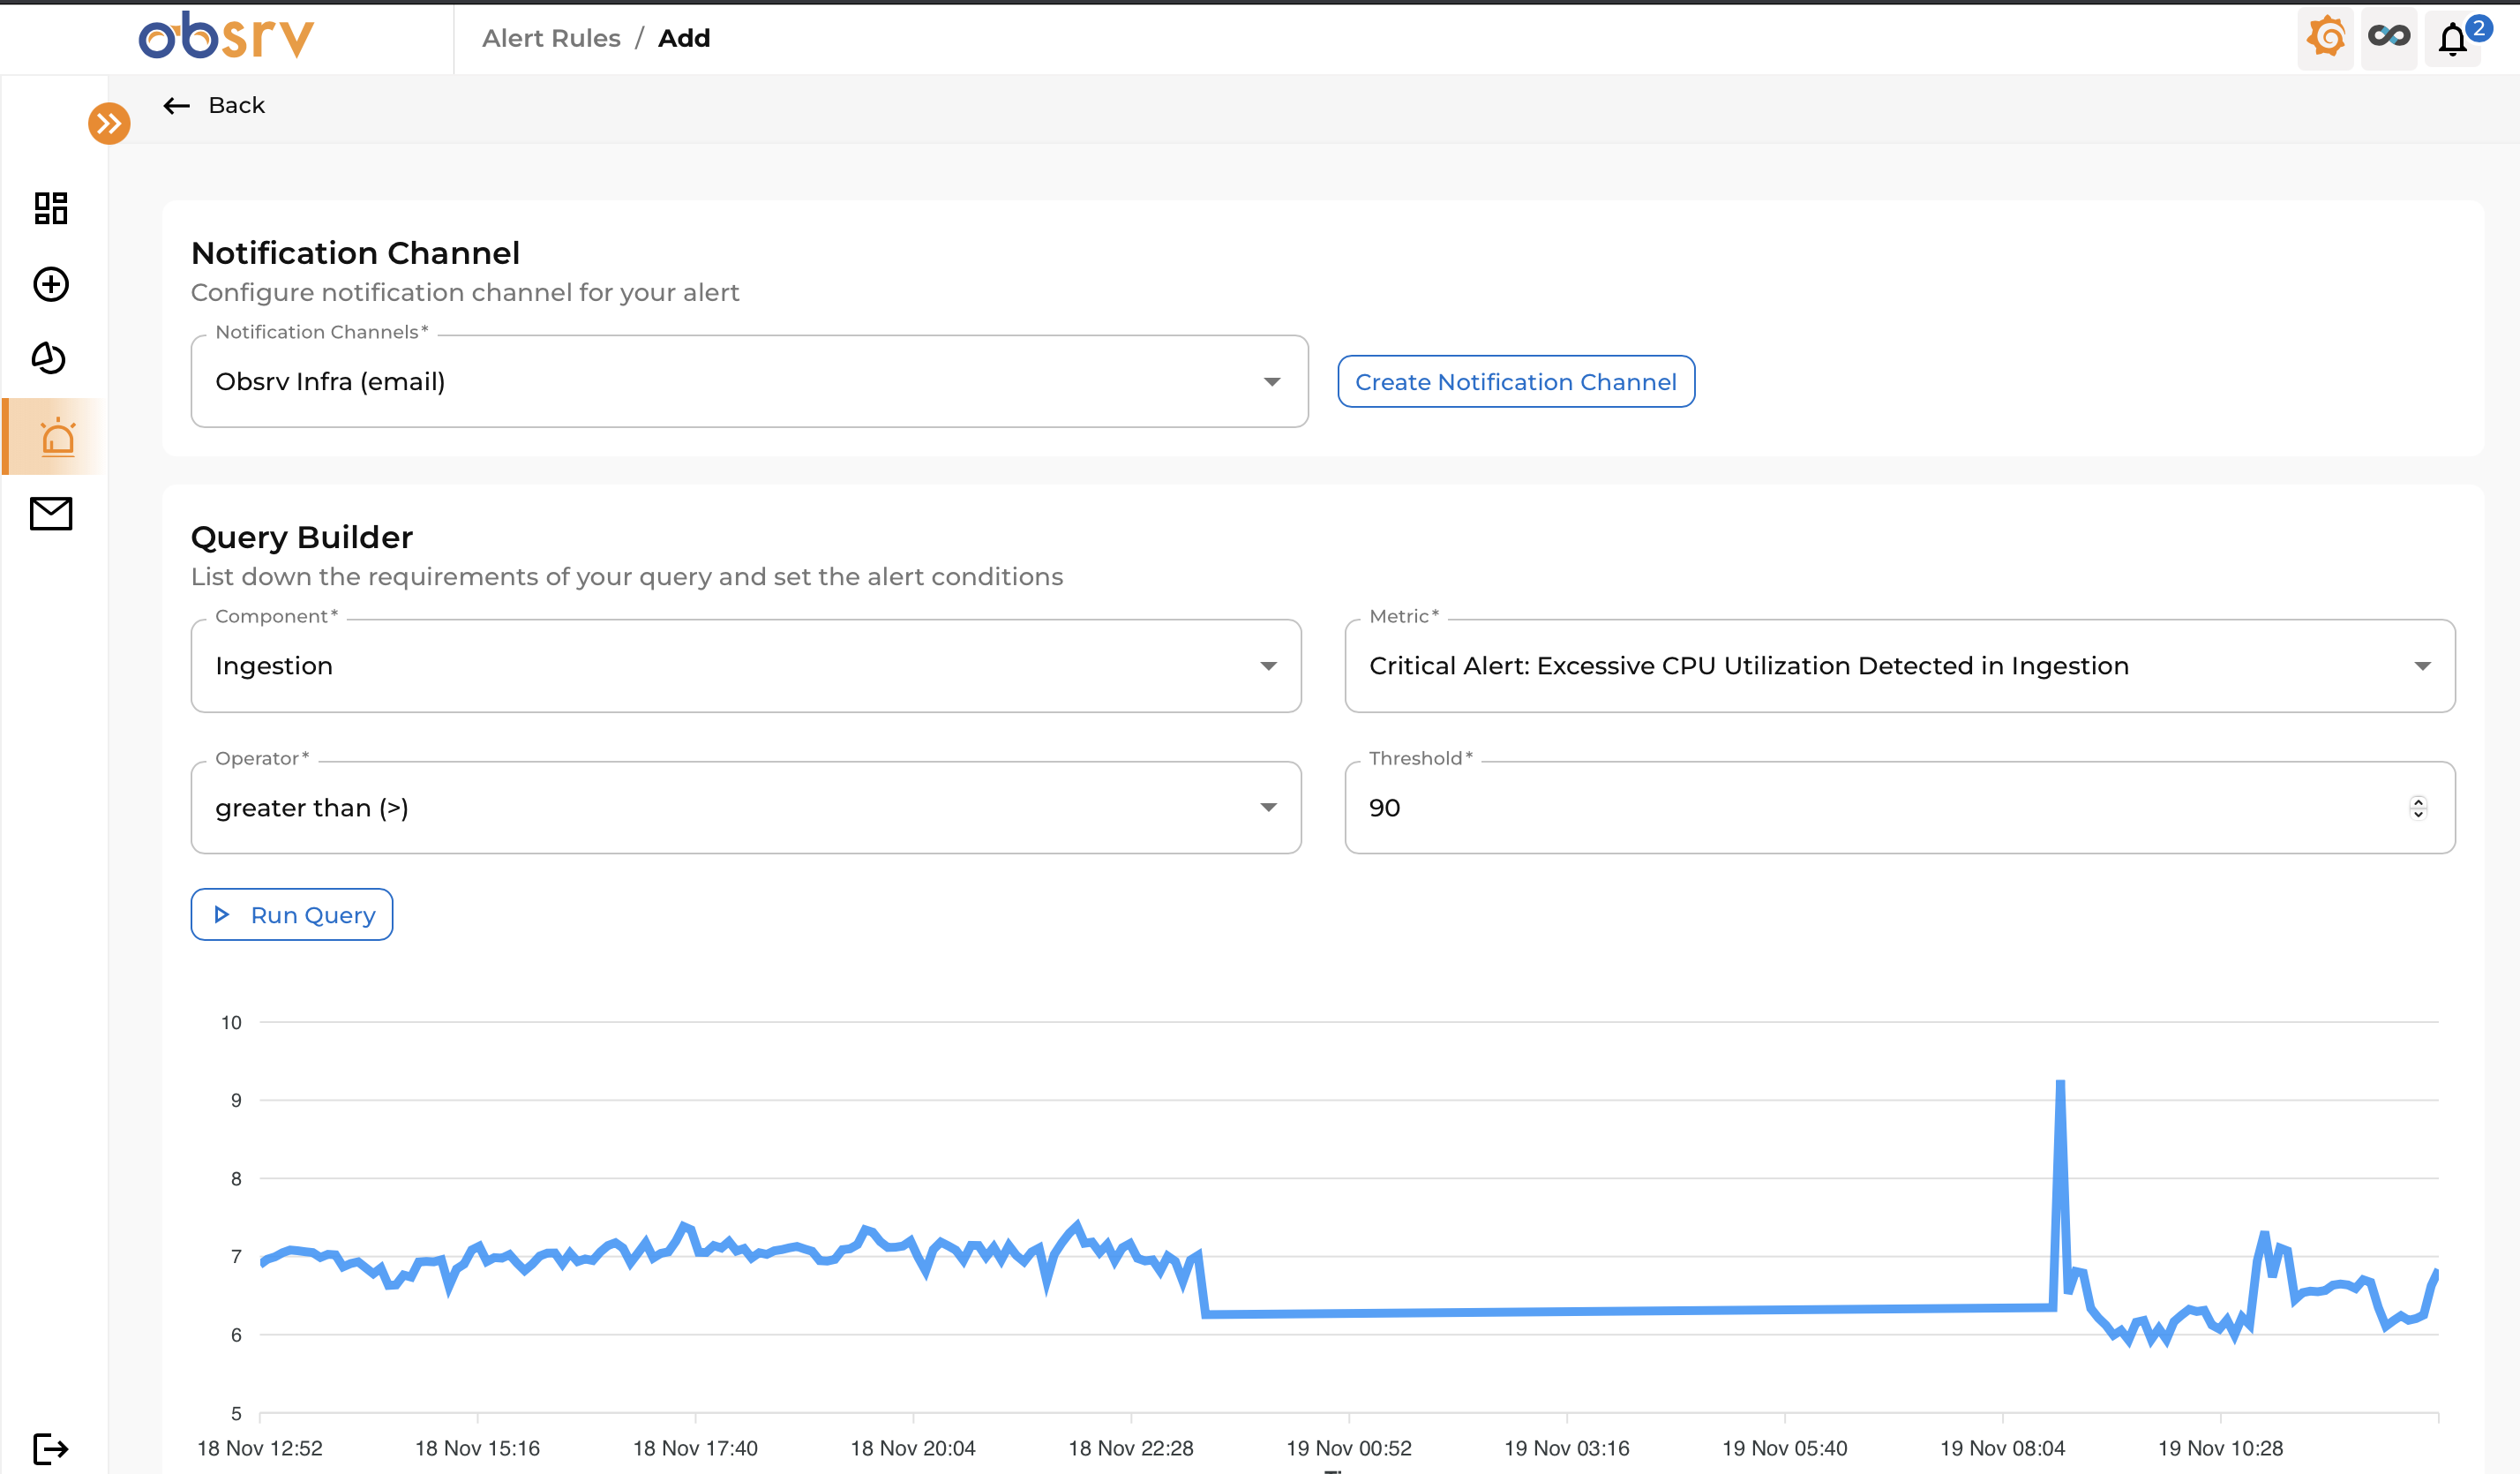 obsrv
Alert Rules / Add
2
Back
Notification Channel
Configure notification channel for your alert
Notification Channels*
Obsrv Infra (email)
Create Notification Channel
Query Builder
List down the requirements of your query and set the alert conditions
Component*
Ingestion
Metric*
Critical Alert: Excessive CPU Utilization Detected in Ingestion
Operator*
greater than (>)
Threshold*
90
Run Query
10
9
8
7
6
5
18 Nov 12:52
18 Nov 15:16
18 Nov 17:40
18 Nov 20:04
18 Nov 22:28
19 Nov 00:52
19 Nov 03:16
19 Nov 05:40
19 Nov 08:04
19 Nov 10:28